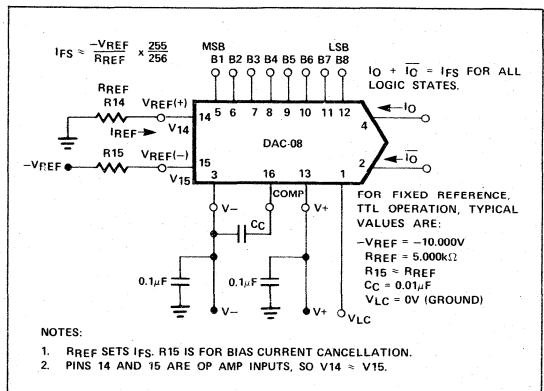 IFS ≈ -VREF/RREF x 255/256
MSB LSB
B1 B2 B3 B4 B5 B6 B7 B8
IO + IO = IFS FOR ALL
LOGIC STATES.
RREF
R14 VREF(+)
IREF V14
14 5 6 7 8 9 10 11 12
4 IO
DAC-08
-VREF R15 VREF(-)
V15
15 2 IO
3 16 13 1
COMP
V- CC V+
0.1μF 0.1μF
V- V+ VLC
FOR FIXED REFERENCE,
TTL OPERATION, TYPICAL
VALUES ARE:
-VREF = -10.000V
RREF = 5.000kΩ
R15 ≈ RREF
CC = 0.01μF
VLC = 0V (GROUND)
NOTES:
1. RREF SETS IFS. R15 IS FOR BIAS CURRENT CANCELLATION.
2. PINS 14 AND 15 ARE OP AMP INPUTS, SO V14 ≈ V15.